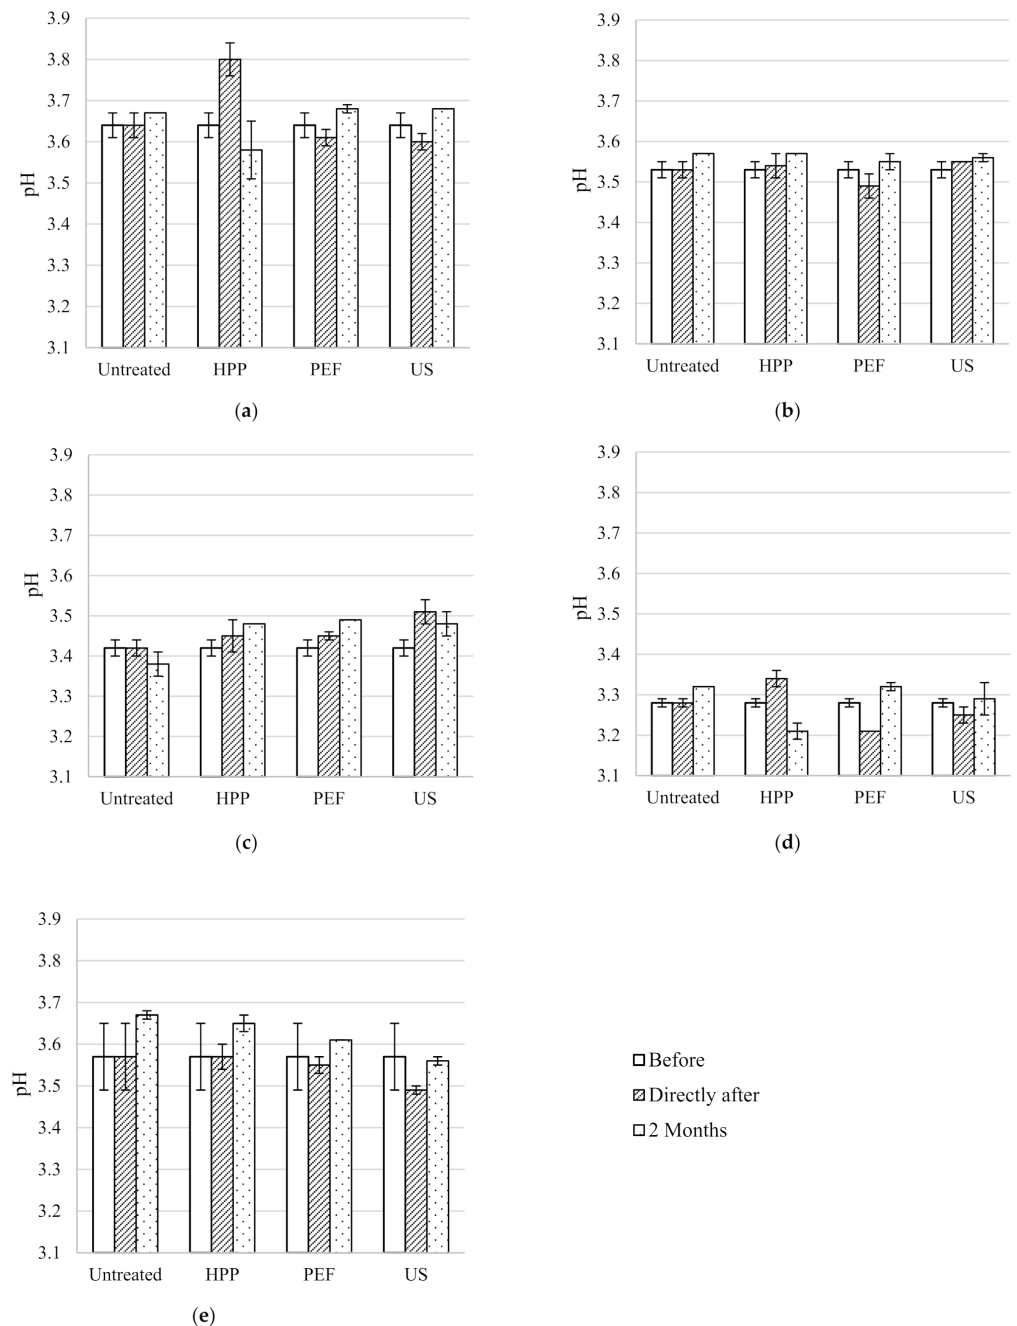 3.9
3.8
3.7
3.6
3.5
3.4
3.3
3.2
3.1
pH
Untreated HPP PEF US
(a)
3.9
3.8
3.7
3.6
3.5
3.4
3.3
3.2
3.1
pH
Untreated HPP PEF US
(b)
3.9
3.8
3.7
3.6
3.5
3.4
3.3
3.2
3.1
pH
Untreated HPP PEF US
(c)
3.9
3.8
3.7
3.6
3.5
3.4
3.3
3.2
3.1
pH
Untreated HPP PEF US
(d)
3.9
3.8
3.7
3.6
3.5
3.4
3.3
3.2
3.1
pH
Untreated HPP PEF US
(e)
Before
Directly after
2 Months